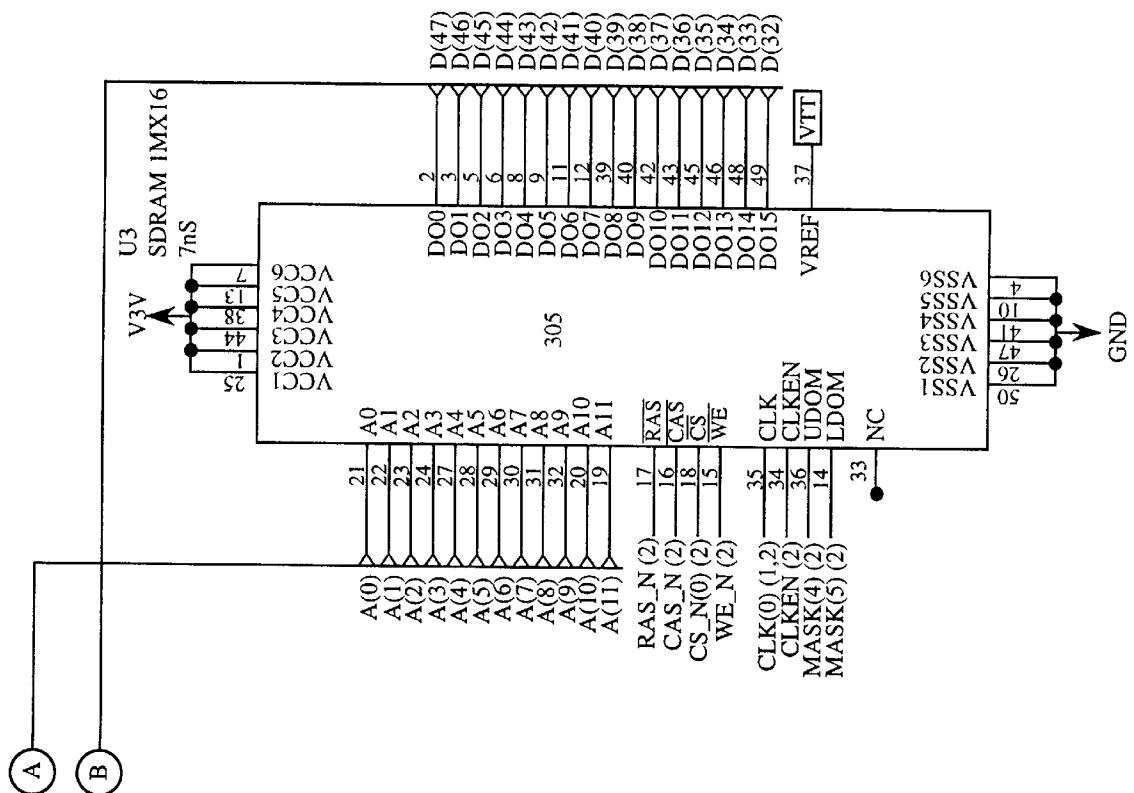 A
B
U3
SDRAM 1MX16
7nS
V3V
7
13
38
44
1
25
VCC6
VCC5
VCC4
VCC3
VCC2
VCC1
305
A(0) 21 A0
A(1) 22 A1
A(2) 23 A2
A(3) 24 A3
A(4) 27 A4
A(5) 28 A5
A(6) 29 A6
A(7) 30 A7
A(8) 31 A8
A(9) 32 A9
A(10) 20 A10
A(11) 19 A11
RAS_N (2) 17 RAS
CAS_N (2) 16 CAS
CS_N(0) (2) 18 CS
WE_N (2) 15 WE
CLK(0) (1,2) 35 CLK
CLKEN (2) 34 CLKEN
MASK(4) (2) 36 UDOM
MASK(5) (2) 14 LDOM
33 NC
DO0 2 D(47)
DO1 3 D(46)
DO2 5 D(45)
DO3 6 D(44)
DO4 8 D(43)
DO5 9 D(42)
DO6 11 D(41)
DO7 12 D(40)
DO8 39 D(39)
DO9 40 D(38)
DO10 42 D(37)
DO11 43 D(36)
DO12 45 D(35)
DO13 46 D(34)
DO14 48 D(33)
DO15 49 D(32)
VREF 37 VTT
VSS6
VSS5
VSS4
VSS3
VSS2
VSS1
4
10
41
47
26
50
GND